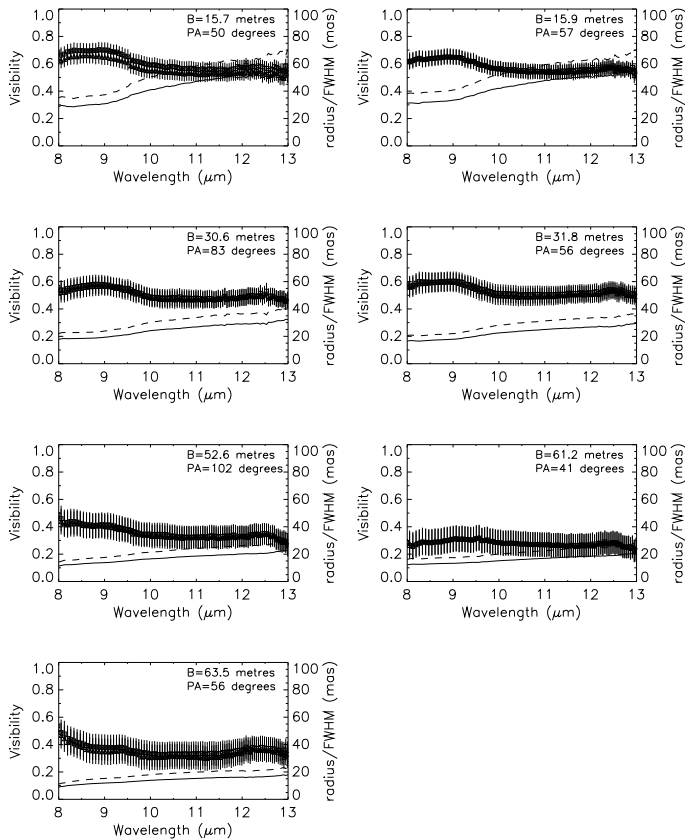 B=15.7 metres
PA=50 degrees
1.0
0.8
0.6
0.4
0.2
0.0
Visibility
100
80
60
40
20
0
radius/FWHM (mas)
8 9 10 11 12 13
Wavelength (μm)
B=15.9 metres
PA=57 degrees
1.0
0.8
0.6
0.4
0.2
0.0
Visibility
100
80
60
40
20
0
radius/FWHM (mas)
8 9 10 11 12 13
Wavelength (μm)
B=30.6 metres
PA=83 degrees
1.0
0.8
0.6
0.4
0.2
0.0
Visibility
100
80
60
40
20
0
radius/FWHM (mas)
8 9 10 11 12 13
Wavelength (μm)
B=31.8 metres
PA=56 degrees
1.0
0.8
0.6
0.4
0.2
0.0
Visibility
100
80
60
40
20
0
radius/FWHM (mas)
8 9 10 11 12 13
Wavelength (μm)
B=52.6 metres
PA=102 degrees
1.0
0.8
0.6
0.4
0.2
0.0
Visibility
100
80
60
40
20
0
radius/FWHM (mas)
8 9 10 11 12 13
Wavelength (μm)
B=61.2 metres
PA=41 degrees
1.0
0.8
0.6
0.4
0.2
0.0
Visibility
100
80
60
40
20
0
radius/FWHM (mas)
8 9 10 11 12 13
Wavelength (μm)
B=63.5 metres
PA=56 degrees
1.0
0.8
0.6
0.4
0.2
0.0
Visibility
100
80
60
40
20
0
radius/FWHM (mas)
8 9 10 11 12 13
Wavelength (μm)